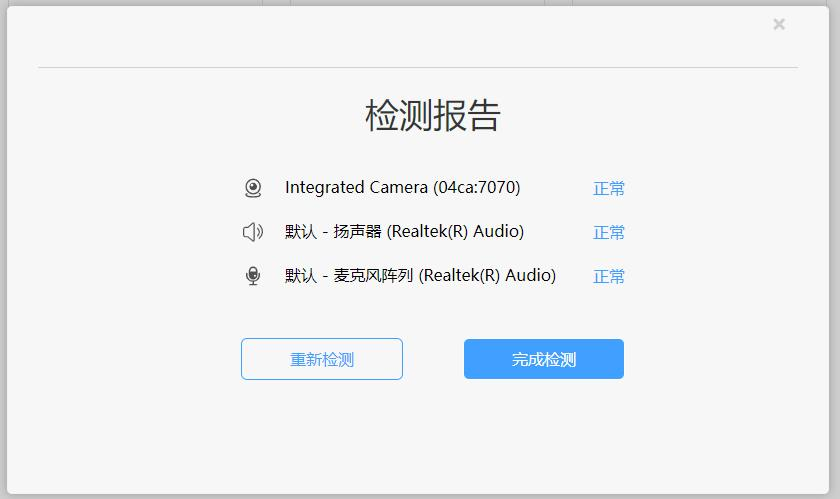 检测报告
Integrated Camera (04ca:7070) 正常
默认 - 扬声器 (Realtek(R) Audio) 正常
默认 - 麦克风阵列 (Realtek(R) Audio) 正常
重新检测 完成检测